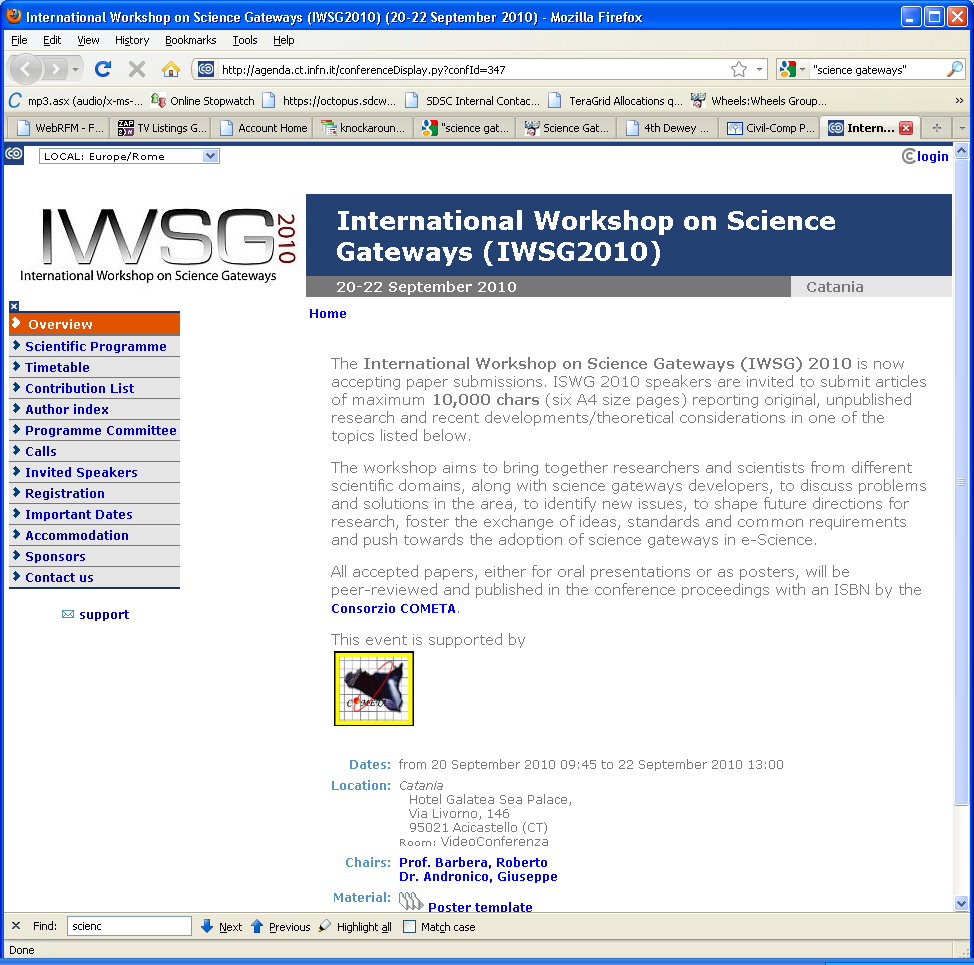 International Workshop on Science Gateways (IWSG2010) (20-22 September 2010) - Mozilla Firefox
File Edit View History Bookmarks Tools Help
http://agenda.ct.infn.it/conferenceDisplay.py?confId=347
"science gateways"
mp3.asx (audio/x-ms-... Online Stopwatch https://octopus.sdcw... SDSC Internal Contac... TeraGrid Allocations q... Wheels:Wheels Group... »
WebRFM - F... ZAP 2IT TV Listings G... Account Home knockaroun... "science gat... Science Gat... 4th Dewey ... Civil-Comp P... Intern...
LOCAL: Europe/Rome
login
IWSG 2010
International Workshop on Science Gateways
International Workshop on Science
Gateways (IWSG2010)
20-22 September 2010
Catania
Home
Overview
Scientific Programme
Timetable
Contribution List
Author index
Programme Committee
Calls
Invited Speakers
Registration
Important Dates
Accommodation
Sponsors
Contact us
support
The International Workshop on Science Gateways (IWSG) 2010 is now
accepting paper submissions. ISWG 2010 speakers are invited to submit articles
of maximum 10,000 chars (six A4 size pages) reporting original, unpublished
research and recent developments/theoretical considerations in one of the
topics listed below.
The workshop aims to bring together researchers and scientists from different
scientific domains, along with science gateways developers, to discuss problems
and solutions in the area, to identify new issues, to shape future directions for
research, foster the exchange of ideas, standards and common requirements
and push towards the adoption of science gateways in e-Science.
All accepted papers, either for oral presentations or as posters, will be
peer-reviewed and published in the conference proceedings with an ISBN by the
Consorzio COMETA.
This event is supported by
COMETA
Dates: from 20 September 2010 09:45 to 22 September 2010 13:00
Location: Catania
Hotel Galatea Sea Palace,
Via Livorno, 146
95021 Acicastello (CT)
Room: VideoConferenza
Chairs: Prof. Barbera, Roberto
Dr. Andronico, Giuseppe
Material: Poster template
Find: scienc Next Previous Highlight all Match case
Done